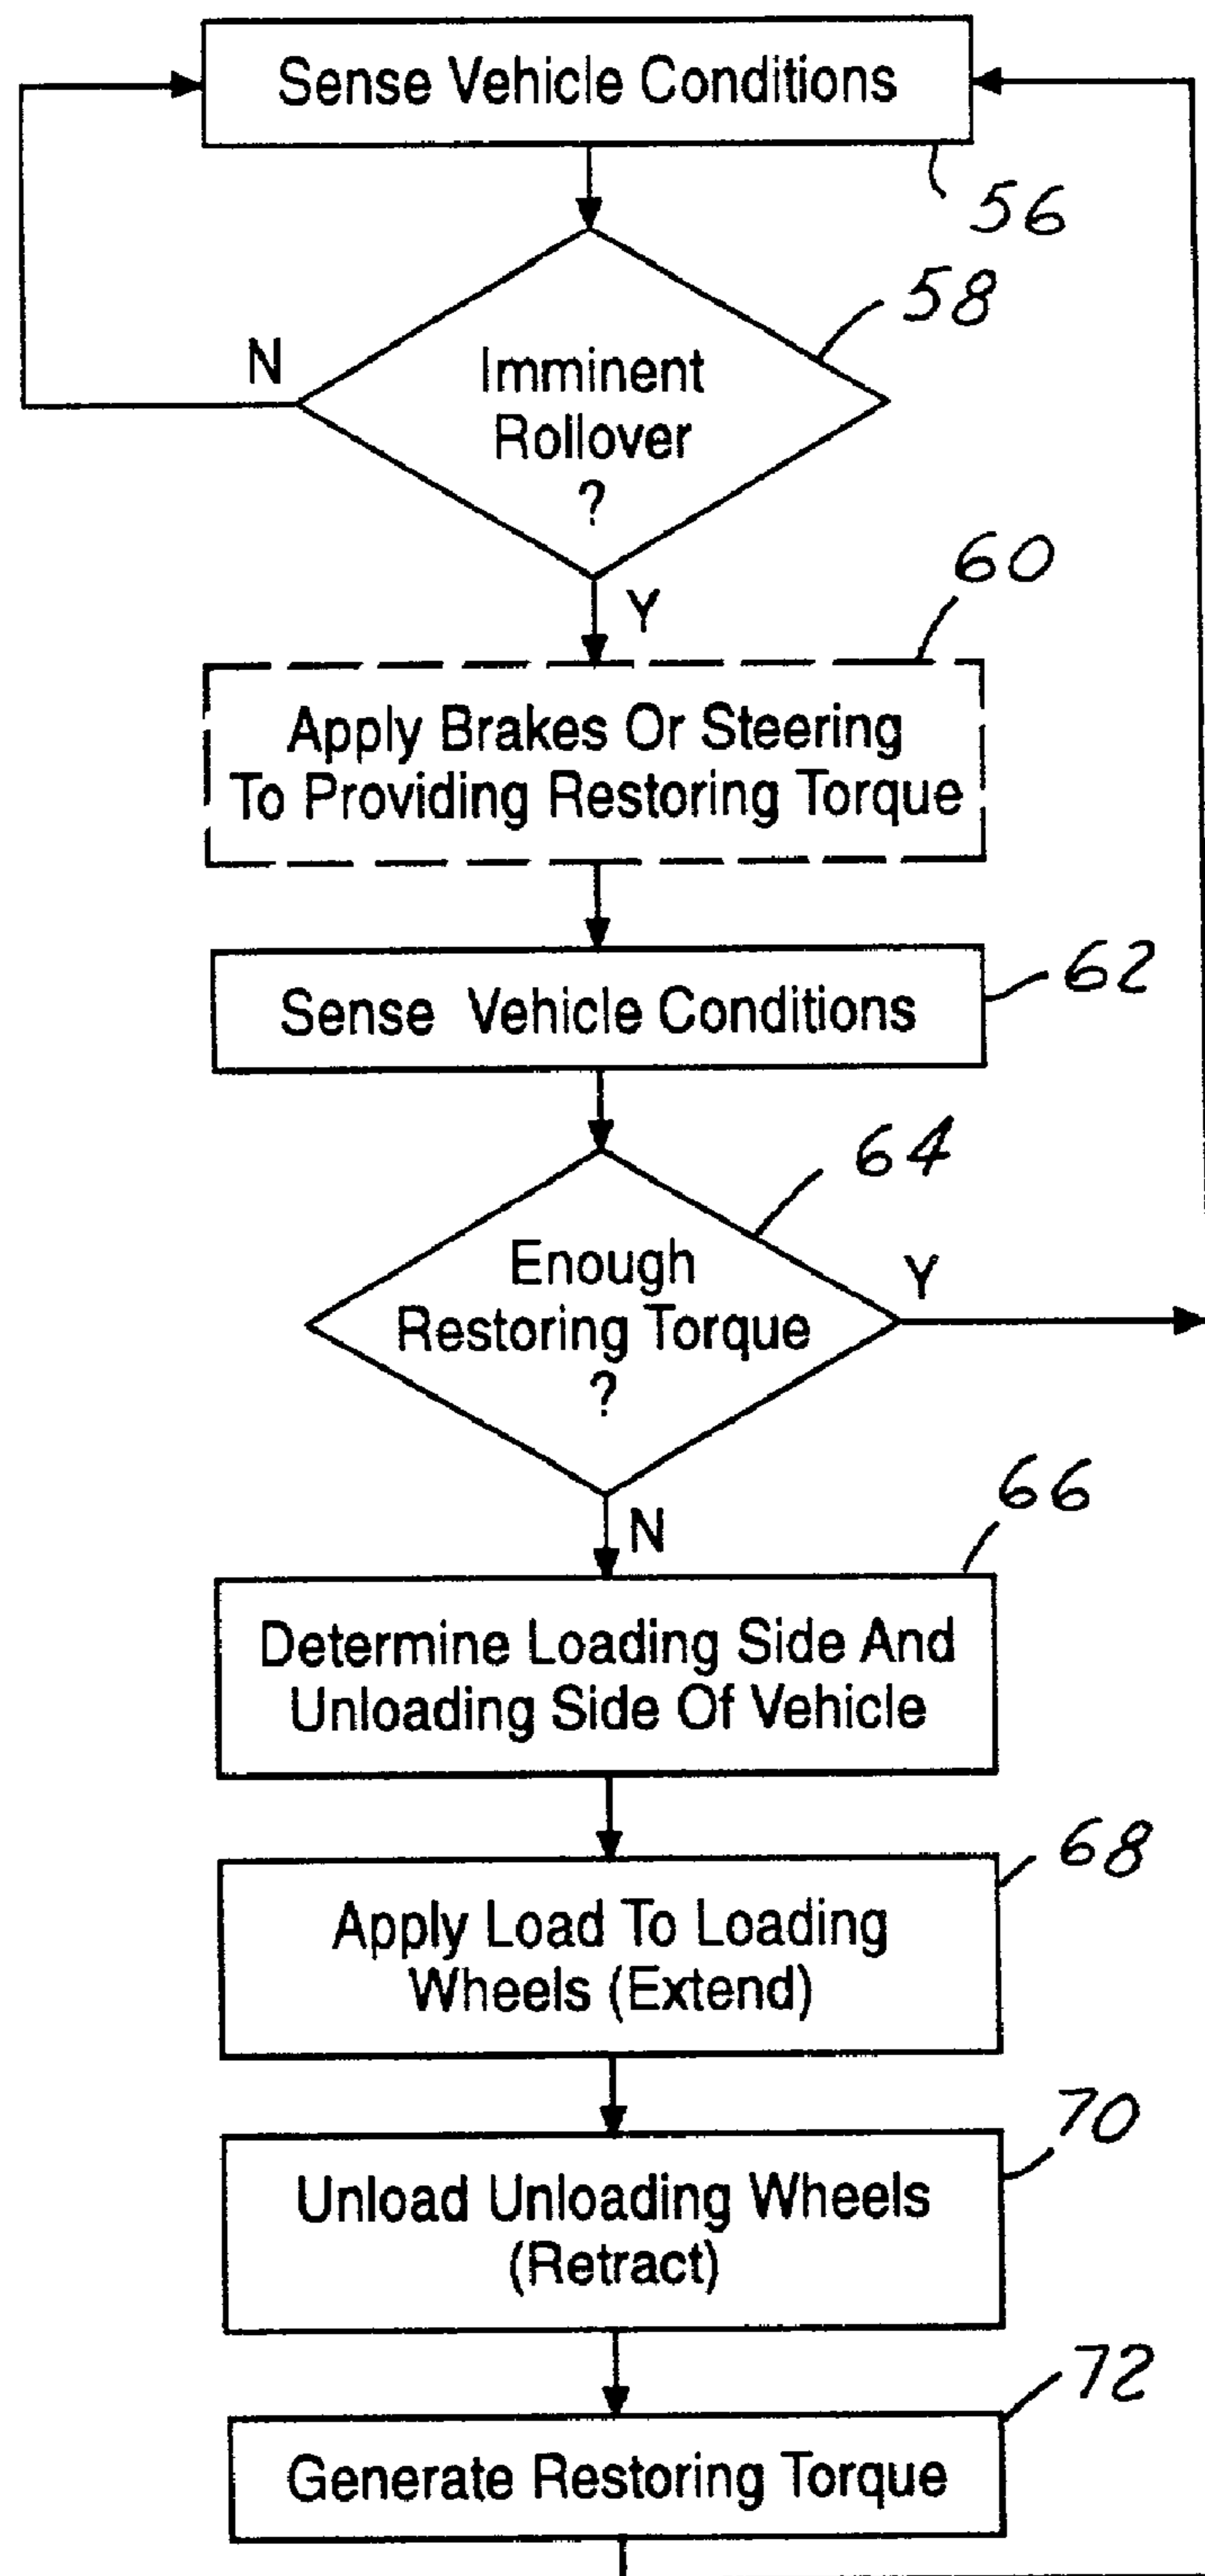 Sense Vehicle Conditions
56
58
N
Imminent
Rollover
?
Y
60
Apply Brakes Or Steering
To Providing Restoring Torque
Sense Vehicle Conditions
62
64
Enough
Restoring Torque
?
Y
N
66
Determine Loading Side And
Unloading Side Of Vehicle
68
Apply Load To Loading
Wheels (Extend)
70
Unload Unloading Wheels
(Retract)
72
Generate Restoring Torque